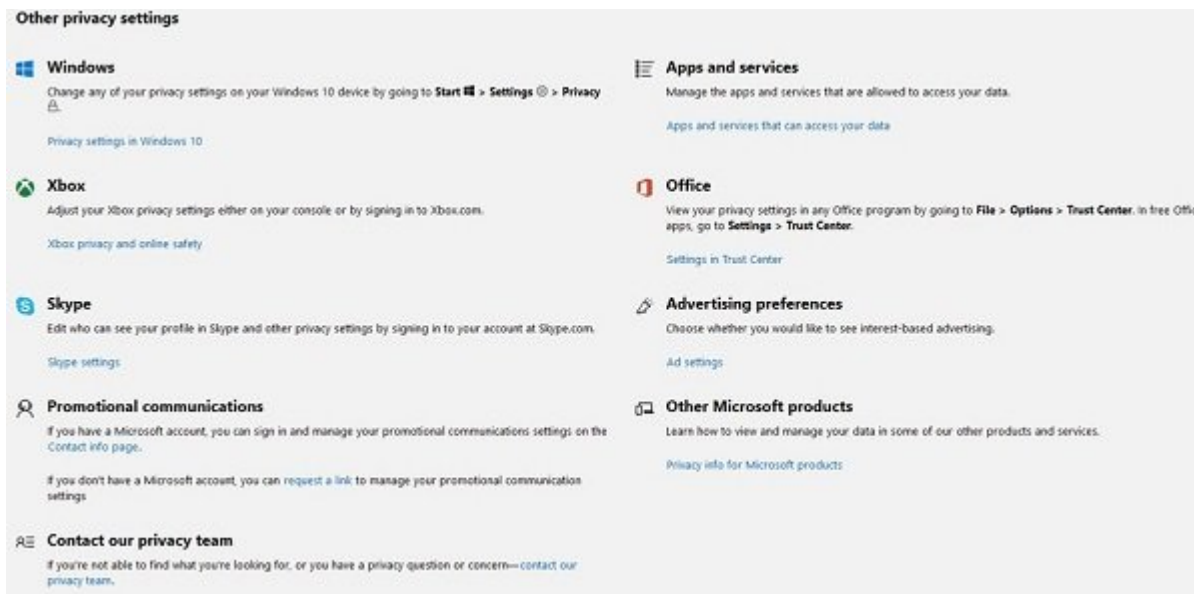 Other privacy settings
Windows
Change any of your privacy settings on your Windows 10 device by going to Start > Settings > Privacy
Privacy settings in Windows 10
Xbox
Adjust your Xbox privacy settings either on your console or by signing in to Xbox.com.
Xbox privacy and online safety
Skype
Edit who can see your profile in Skype and other privacy settings by signing in to your account at Skype.com.
Skype settings
Promotional communications
If you have a Microsoft account, you can sign in and manage your promotional communications settings on the
Contact info page.
If you don't have a Microsoft account, you can request a link to manage your promotional communication
settings
Contact our privacy team
If you're not able to find what you're looking for, or you have a privacy question or concern—contact our
privacy team.
Apps and services
Manage the apps and services that are allowed to access your data.
Apps and services that can access your data
Office
View your privacy settings in any Office program by going to File > Options > Trust Center. In free Offic
apps, go to Settings > Trust Center.
Settings in Trust Center
Advertising preferences
Choose whether you would like to see interest-based advertising.
Ad settings
Other Microsoft products
Learn how to view and manage your data in some of our other products and services.
Privacy info for Microsoft products